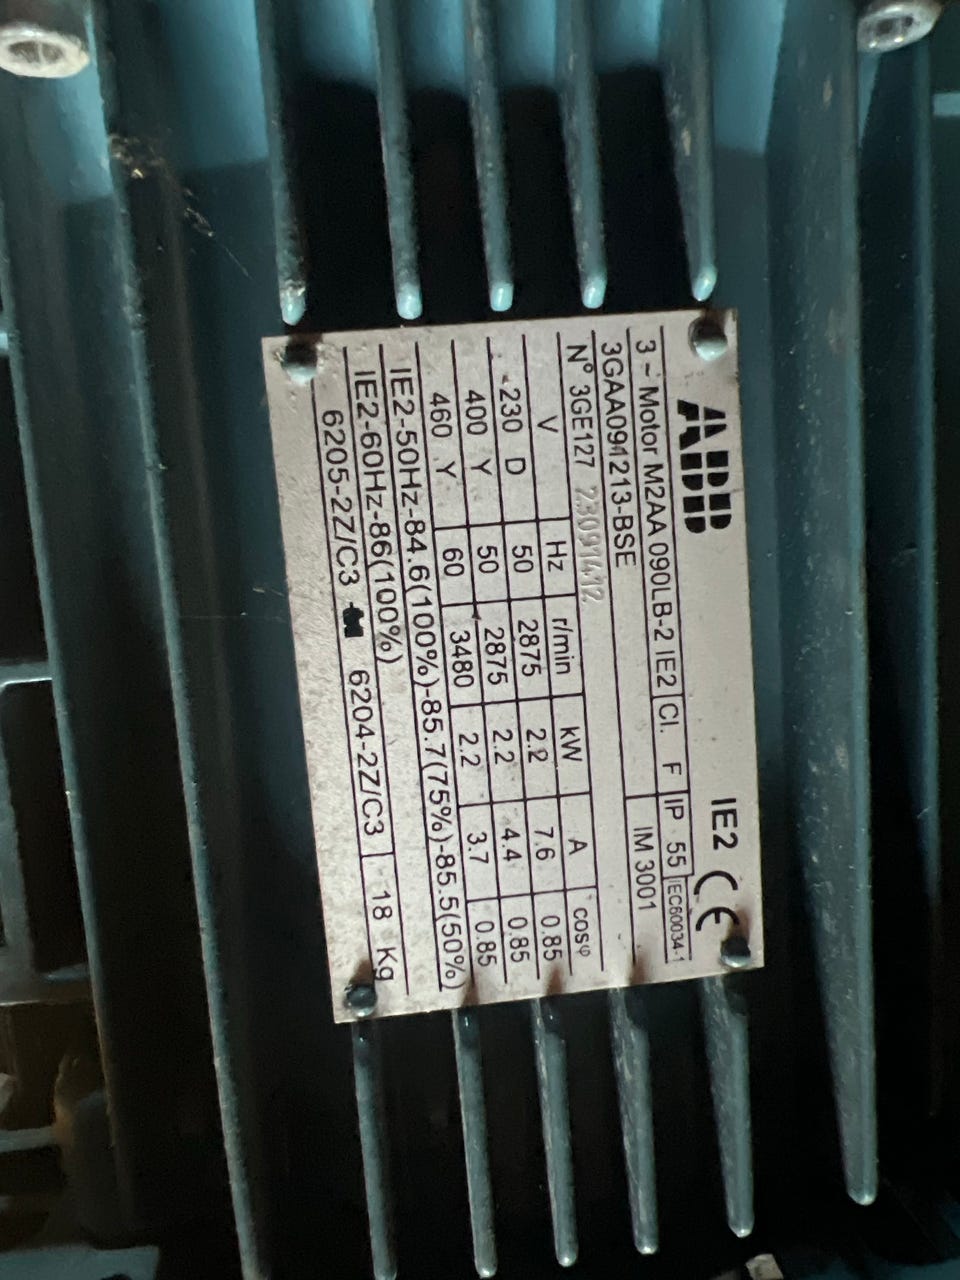 ABB IE2 CE
3 ~ Motor M2AA 090LB-2 IE2 Cl. F IP 55 IEC60034-1
3GAA091213-BSE IM 3001
N° 3GE127 230914.12
V Hz r/min kW A cosφ
230 D 50 2875 2.2 7.6 0.85
400 Y 50 2875 2.2 4.4 0.85
460 Y 60 3480 2.2 3.7 0.85
IE2-50Hz-84.6(100%)-85.7(75%)-85.5(50%)
IE2-60Hz-86(100%)
6205-2Z/C3 6204-2Z/C3 18 Kg